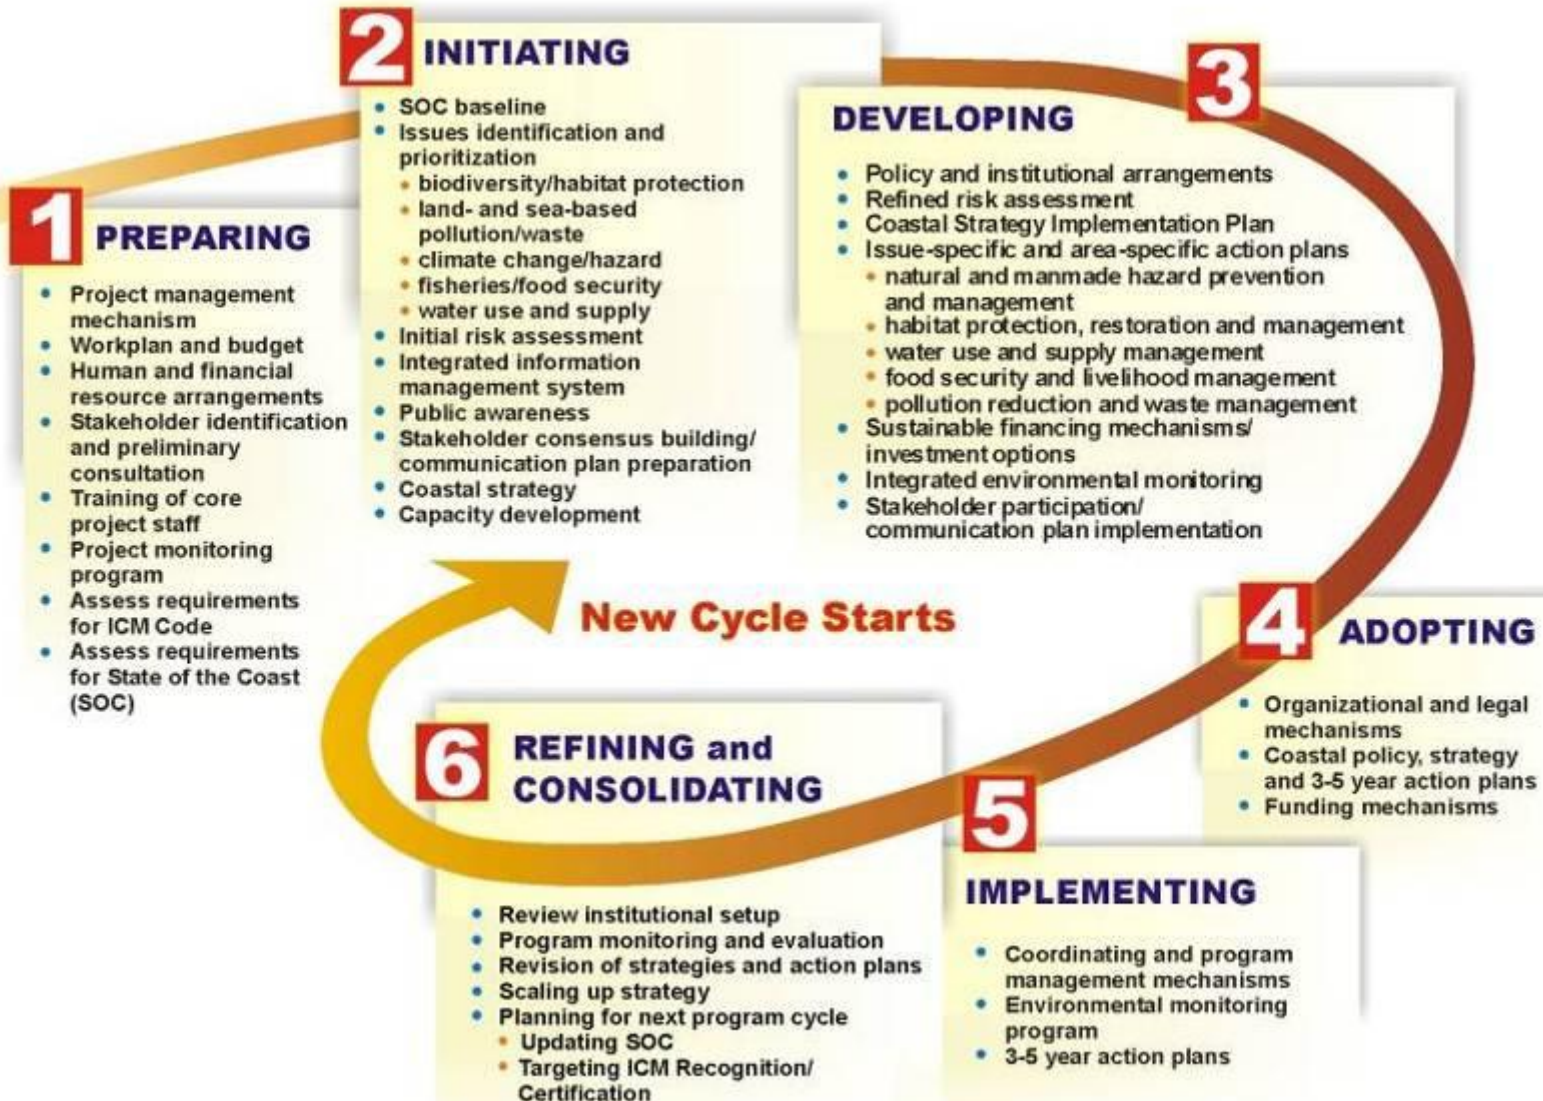 1
PREPARING
• Project management
mechanism
• Workplan and budget
• Human and financial
resource arrangements
• Stakeholder identification
and preliminary
consultation
• Training of core
project staff
• Project monitoring
program
• Assess requirements
for ICM Code
• Assess requirements
for State of the Coast
(SOC)
2
INITIATING
• SOC baseline
• Issues identification and
prioritization
• biodiversity/habitat protection
• land- and sea-based
pollution/waste
• climate change/hazard
• fisheries/food security
• water use and supply
• Initial risk assessment
• Integrated information
management system
• Public awareness
• Stakeholder consensus building/
communication plan preparation
• Coastal strategy
• Capacity development
3
DEVELOPING
• Policy and institutional arrangements
• Refined risk assessment
• Coastal Strategy Implementation Plan
• Issue-specific and area-specific action plans
• natural and manmade hazard prevention
and management
• habitat protection, restoration and management
• water use and supply management
• food security and livelihood management
• pollution reduction and waste management
• Sustainable financing mechanisms/
investment options
• Integrated environmental monitoring
• Stakeholder participation/
communication plan implementation
4
ADOPTING
• Organizational and legal
mechanisms
• Coastal policy, strategy
and 3-5 year action plans
• Funding mechanisms
5
IMPLEMENTING
• Coordinating and program
management mechanisms
• Environmental monitoring
program
• 3-5 year action plans
6
REFINING and
CONSOLIDATING
• Review institutional setup
• Program monitoring and evaluation
• Revision of strategies and action plans
• Scaling up strategy
• Planning for next program cycle
• Updating SOC
• Targeting ICM Recognition/
Certification
New Cycle Starts